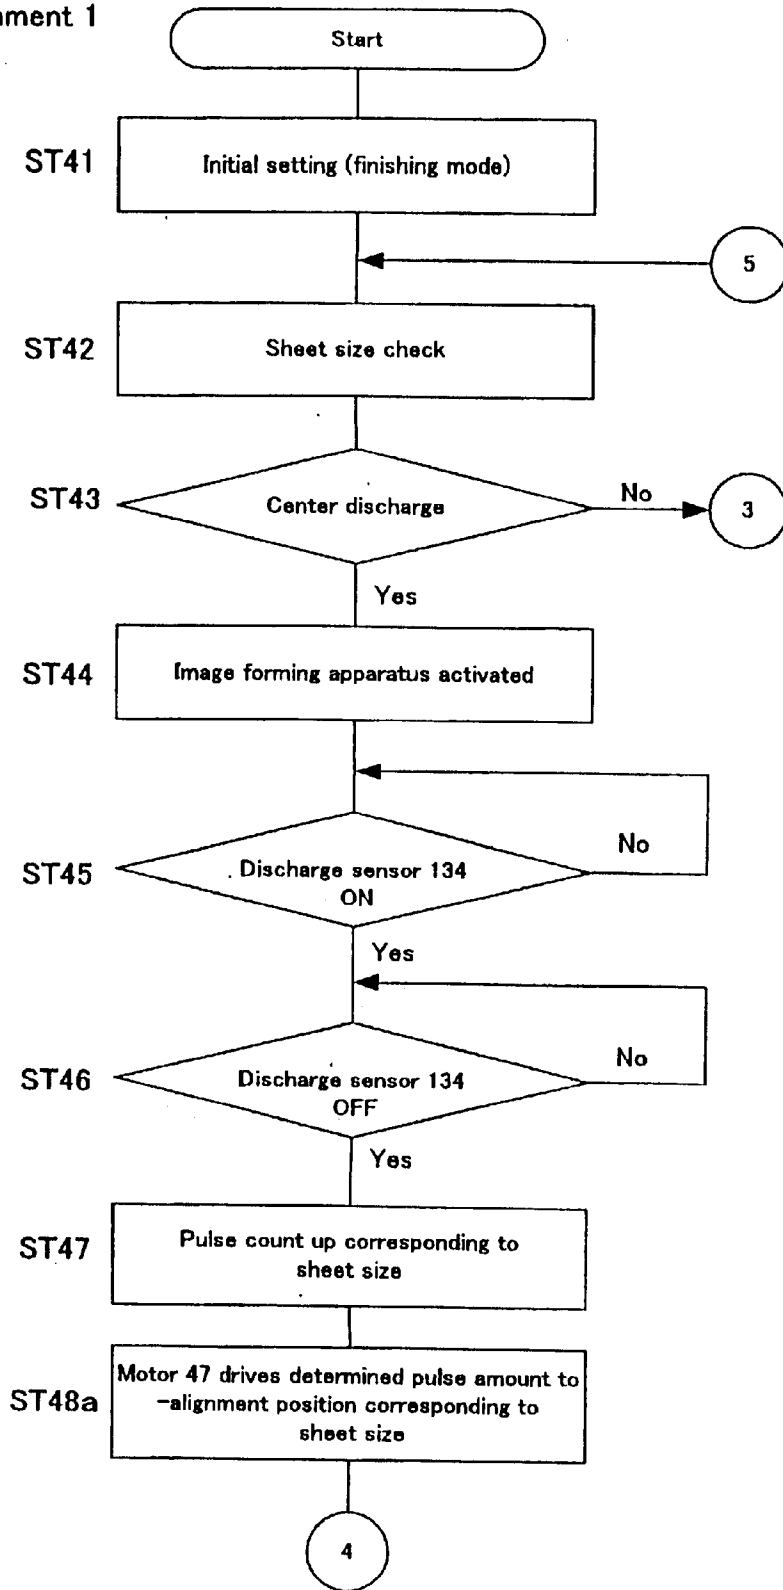 nment 1
Start
ST41
Initial setting (finishing mode)
5
ST42
Sheet size check
ST43
Center discharge
No
3
Yes
ST44
Image forming apparatus activated
ST45
Discharge sensor 134
ON
No
Yes
ST46
Discharge sensor 134
OFF
No
Yes
ST47
Pulse count up corresponding to
sheet size
ST48a
Motor 47 drives determined pulse amount to
-alignment position corresponding to
sheet size
4